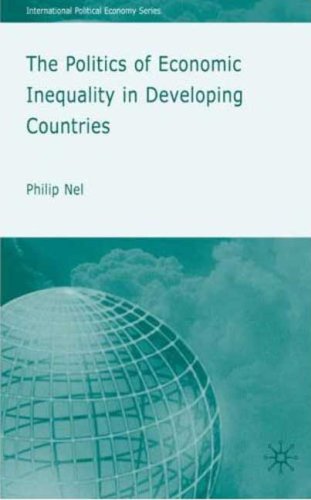 International Political Economy Series
The Politics of Economic
Inequality in Developing
Countries
Philip Nel